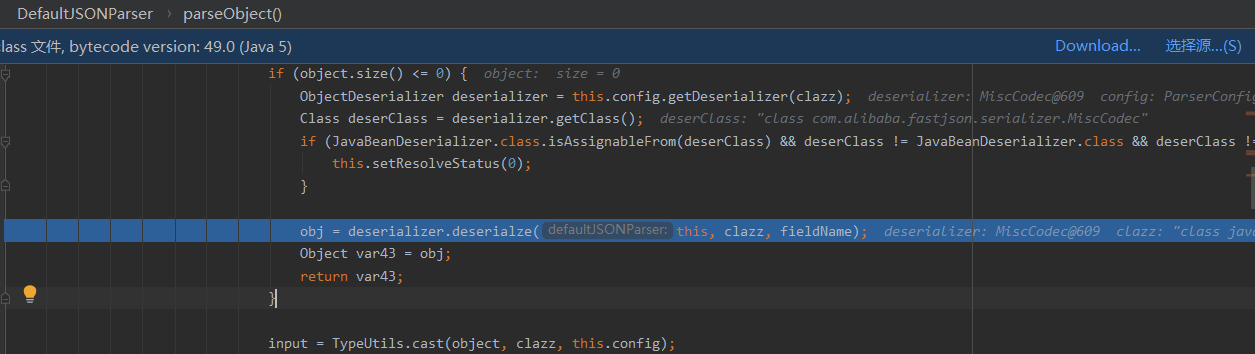 DefaultJSONParser › parseObject()
class 文件, bytecode version: 49.0 (Java 5) Download... 选择源...(S)
if (object.size() <= 0) { object: size = 0
ObjectDeserializer deserializer = this.config.getDeserializer(clazz); deserializer: MiscCodec@609 config: ParserConfig
Class deserClass = deserializer.getClass(); deserClass: "class com.alibaba.fastjson.serializer.MiscCodec"
if (JavaBeanDeserializer.class.isAssignableFrom(deserClass) && deserClass != JavaBeanDeserializer.class && deserClass !=
this.setResolveStatus(0);
}
obj = deserializer.deserialze( defaultJSONParser: this, clazz, fieldName); deserializer: MiscCodec@609 clazz: "class java
Object var43 = obj;
return var43;
}
input = TypeUtils.cast(object, clazz, this.config);